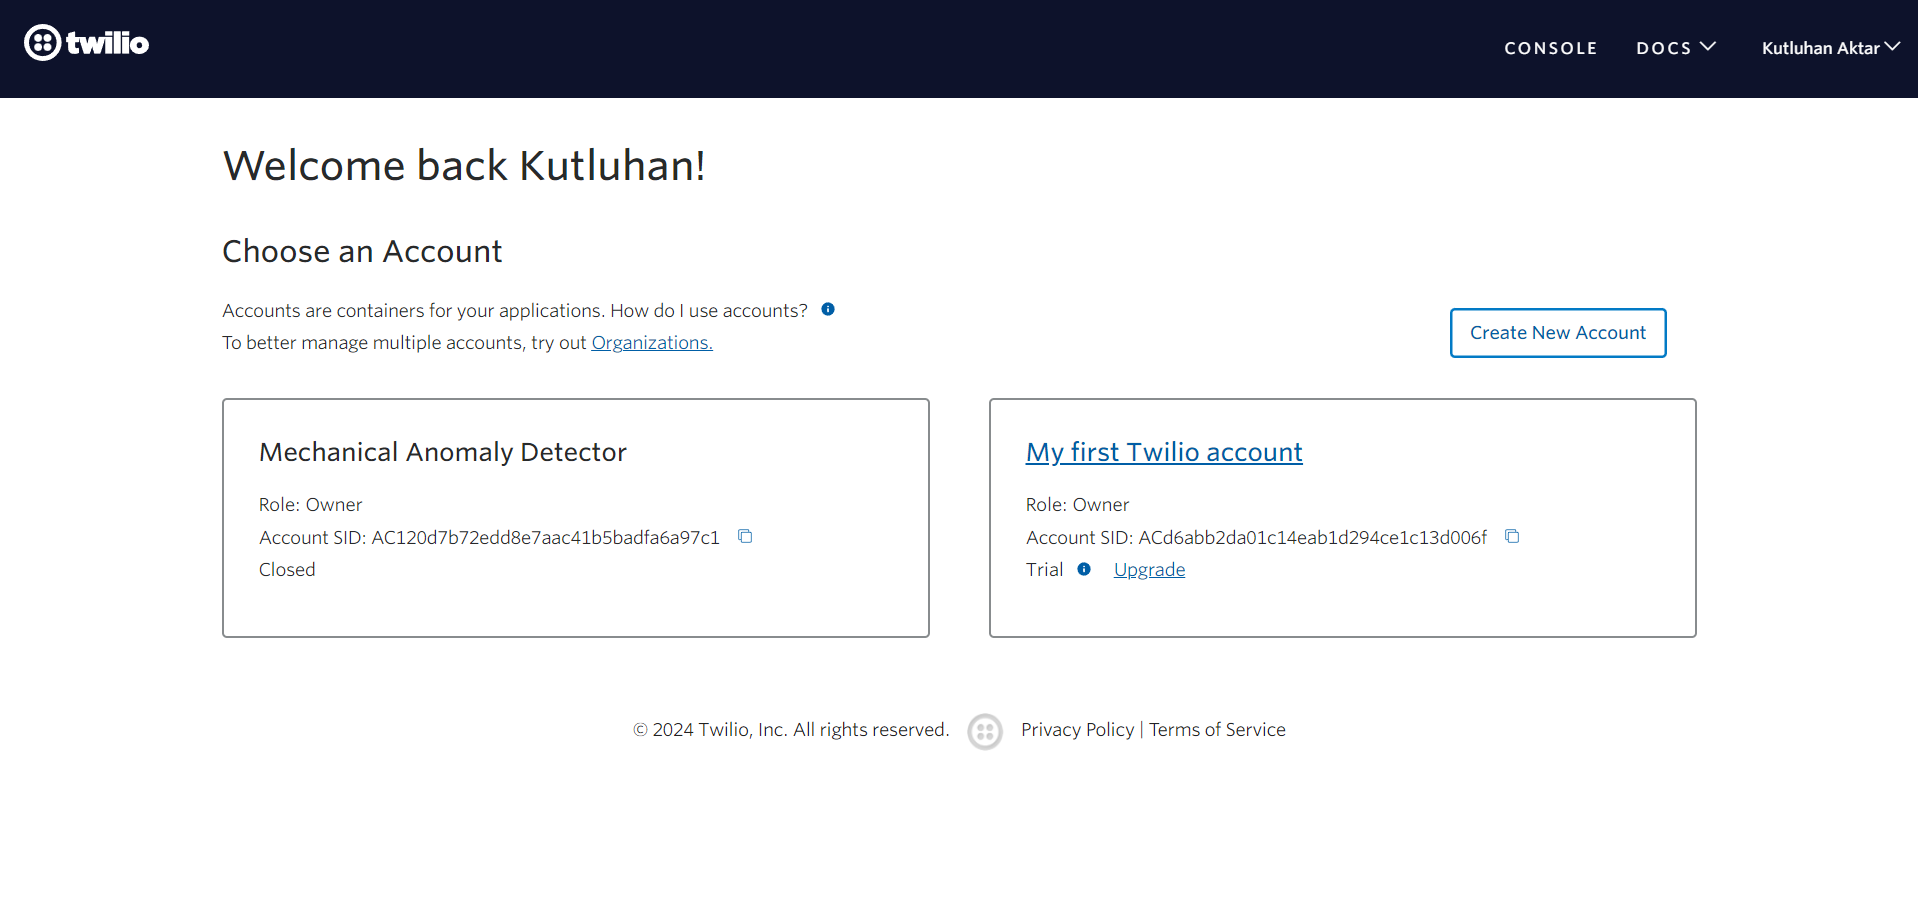 twilio
CONSOLE DOCS Kutluhan Aktar
Welcome back Kutluhan!
Choose an Account
Accounts are containers for your applications. How do I use accounts?
To better manage multiple accounts, try out Organizations.
Create New Account
Mechanical Anomaly Detector
Role: Owner
Account SID: AC120d7b72edd8e7aac41b5badfa6a97c1
Closed
My first Twilio account
Role: Owner
Account SID: ACd6abb2da01c14eab1d294ce1c13d006f
Trial Upgrade
© 2024 Twilio, Inc. All rights reserved. Privacy Policy | Terms of Service